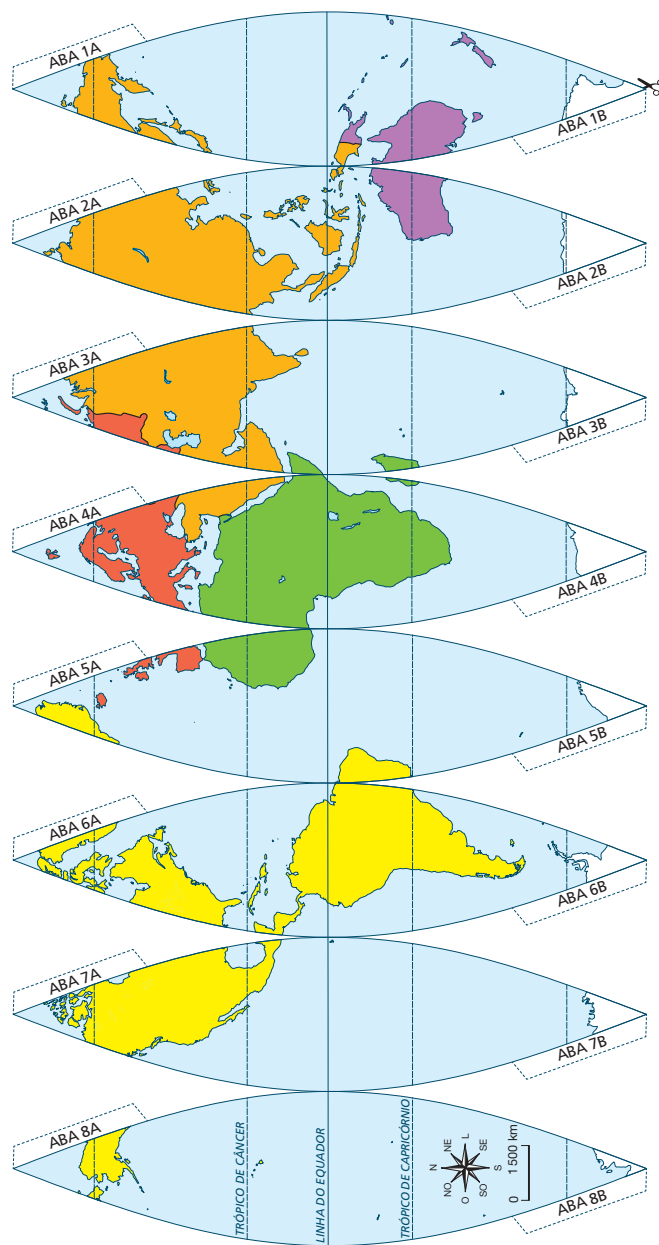 ABA 1A
ABA 1B
ABA 2A
ABA 2B
ABA 3A
ABA 3B
ABA 4A
ABA 4B
ABA 5A
ABA 5B
ABA 6A
ABA 6B
ABA 7A
ABA 7B
ABA 8A
ABA 8B
TRÓPICO DE CÂNCER
LINHA DO EQUADOR
TRÓPICO DE CAPRICÓRNIO
N
NE
L
SE
S
SO
O
NO
0 1 500 km